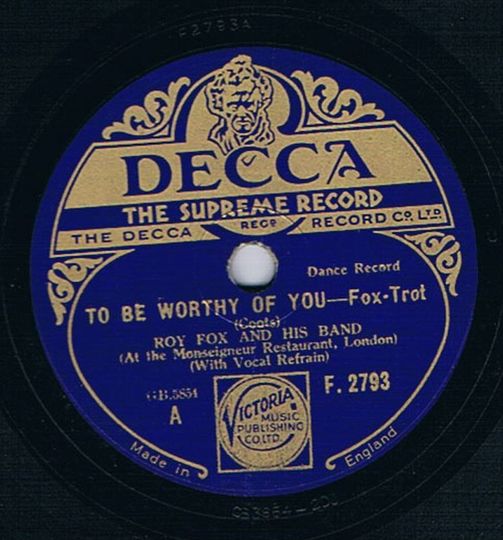 F2793A
DECCA
THE SUPREME RECORD
THE DECCA REGD RECORD CO. LTD.
Dance Record
TO BE WORTHY OF YOU—Fox-Trot
(Coots)
ROY FOX AND HIS BAND
(At the Monseigneur Restaurant, London)
(With Vocal Refrain)
GB.5854
A
F. 2793
VICTORIA
MUSIC
PUBLISHING
CO. LTD.
Made in England